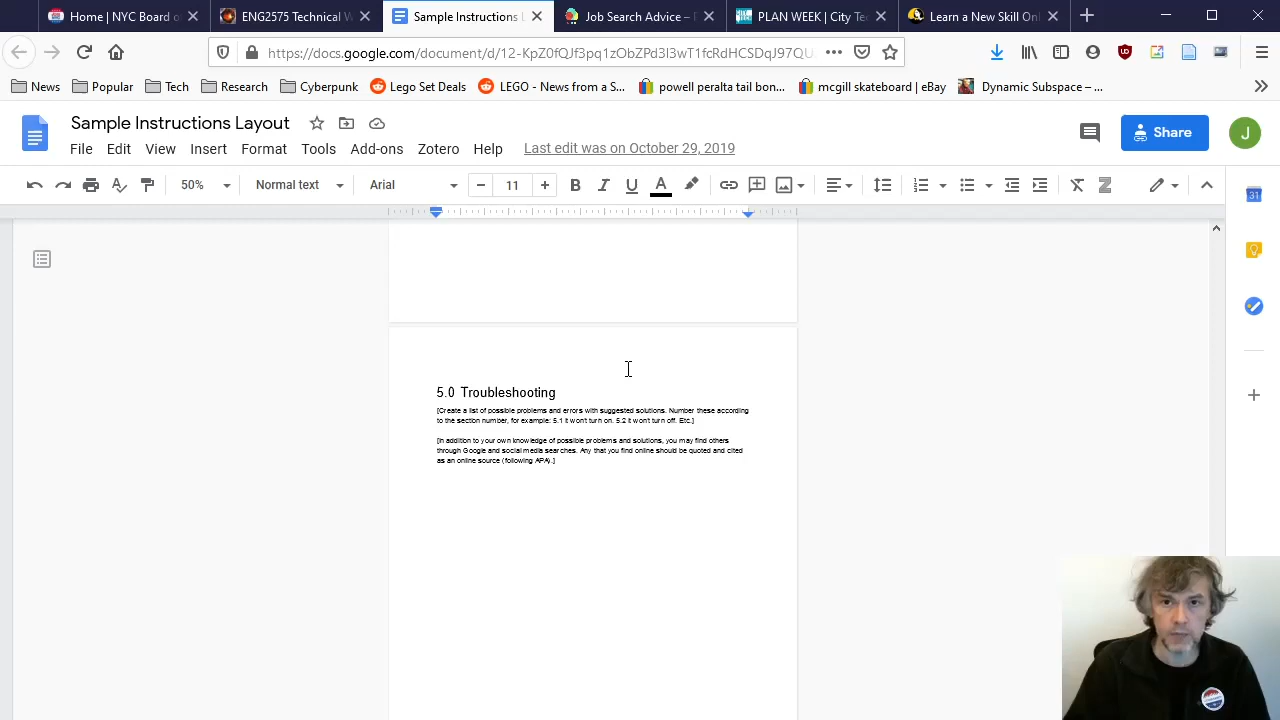 Home | NYC Board o
ENG2575 Technical W
Sample Instructions L
Job Search Advice – D
PLAN WEEK | City Te
Learn a New Skill Onl
https://docs.google.com/document/d/12-KpZ0fQJf3pq1zObZPd3I3wT1fcRdHCSDqJ97QU
News
Popular
Tech
Research
Cyberpunk
Lego Set Deals
LEGO - News from a S...
powell peralta tail bon...
mcgill skateboard | eBay
Dynamic Subspace – ...
Sample Instructions Layout
Share
J
File Edit View Insert Format Tools Add-ons Zotero Help Last edit was on October 29, 2019
50% Normal text Arial 11 B I U A Z
31
5.0 Troubleshooting
[Create a list of possible problems and errors with suggested solutions. Number these according
to the section number, for example: 5.1 It won't turn on. 5.2 It won't turn off. Etc.]
[In addition to your own knowledge of possible problems and solutions, you may find others
through Google and social media searches. Any that you find online should be quoted and cited
as an online source (following APA).]